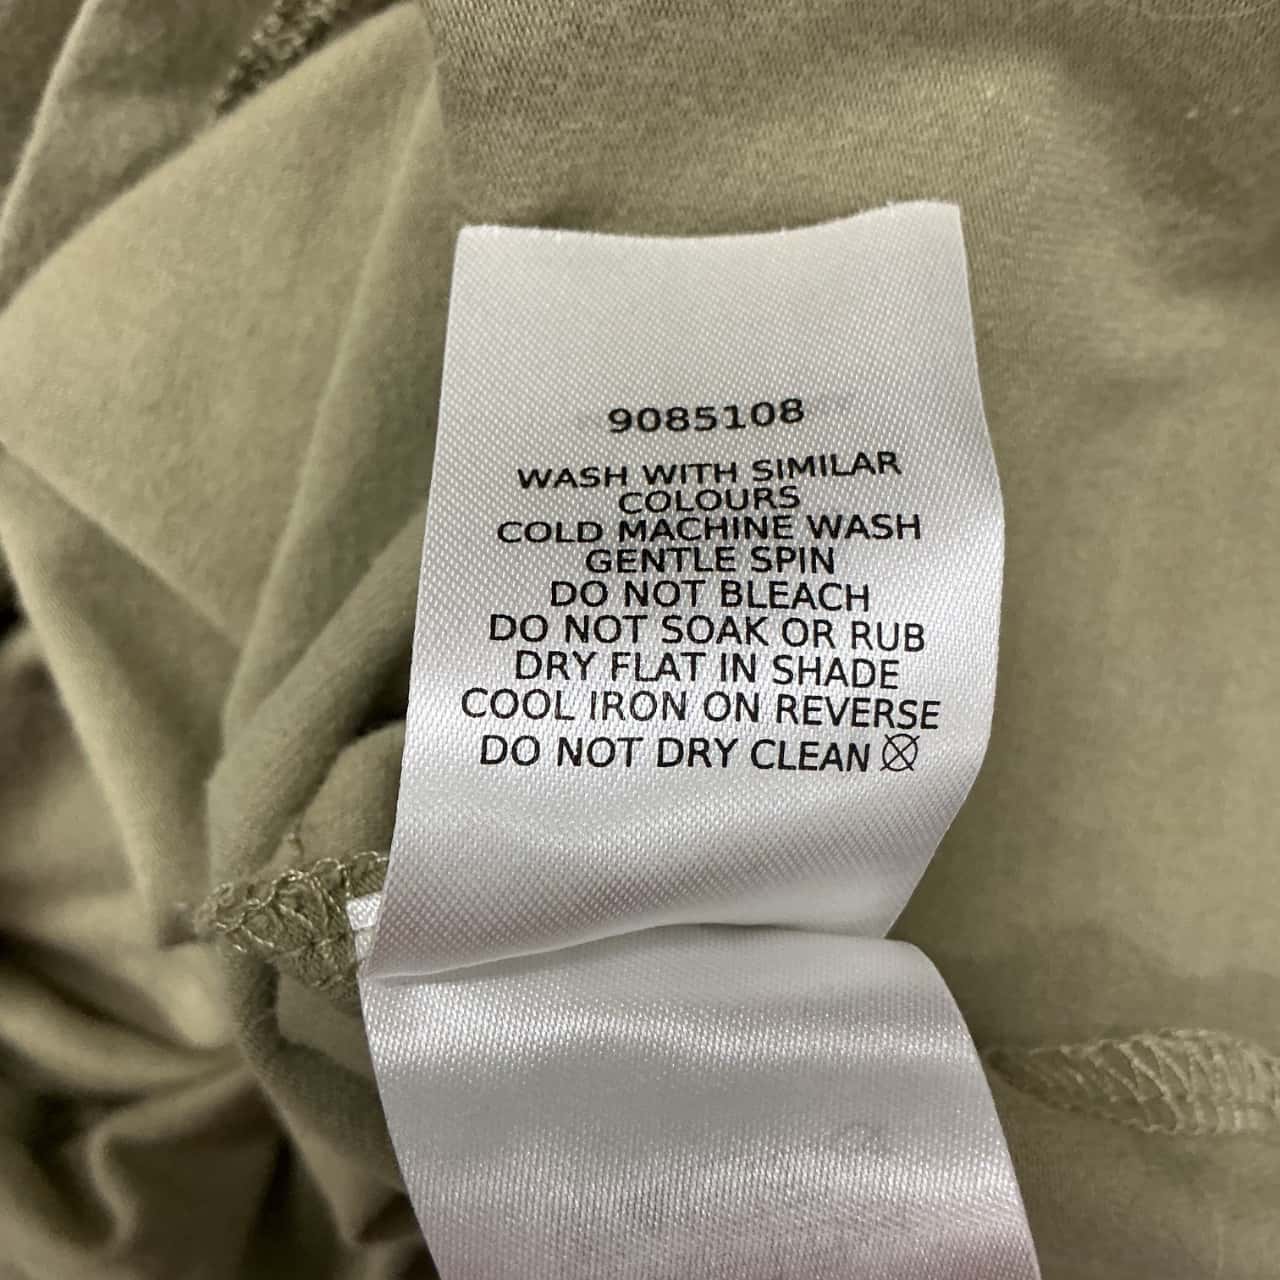 9085108
WASH WITH SIMILAR
COLOURS
COLD MACHINE WASH
GENTLE SPIN
DO NOT BLEACH
DO NOT SOAK OR RUB
DRY FLAT IN SHADE
COOL IRON ON REVERSE
DO NOT DRY CLEAN